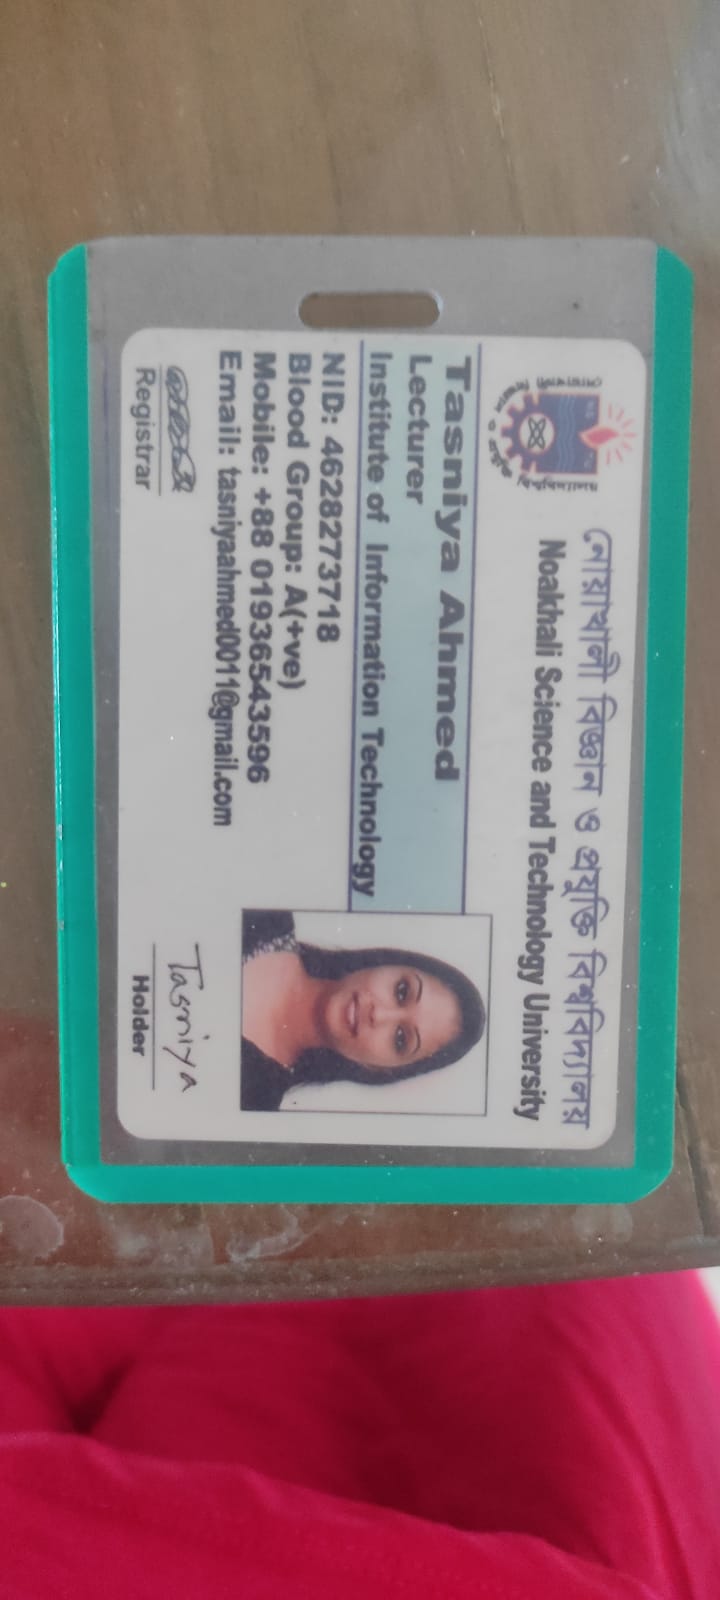 নোয়াখালী বিজ্ঞান ও প্রযুক্তি বিশ্ববিদ্যালয়
Noakhali Science and Technology University
Tasniya Ahmed
Lecturer
Institute of Information Technology
NID: 4628273718
Blood Group: A(+ve)
Mobile: +88 01936543596
Email: tasniyaahmed0011@gmail.com
Registrar
Tasniya
Holder